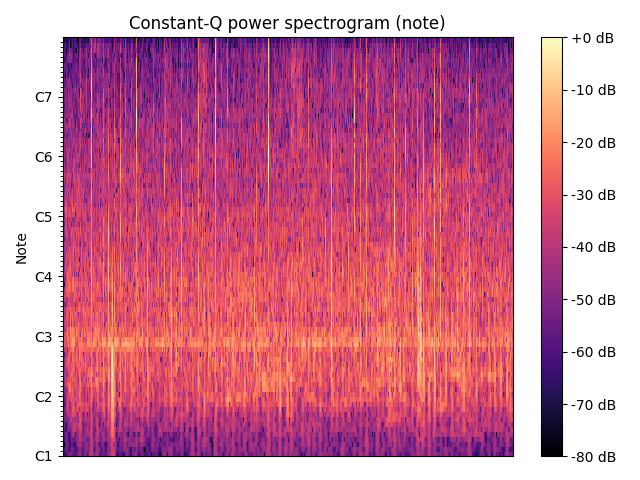 Constant-Q power spectrogram (note)
Note
C7
C6
C5
C4
C3
C2
C1
+0 dB
-10 dB
-20 dB
-30 dB
-40 dB
-50 dB
-60 dB
-70 dB
-80 dB